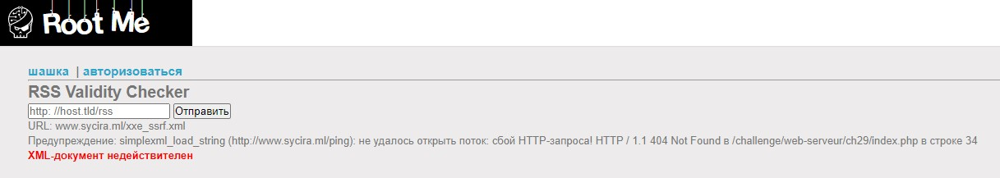 Root Me
шашка | авторизоваться
RSS Validity Checker
http: //host.tld/rss Отправить
URL: www.sycira.ml/xxe_ssrf.xml
Предупреждение: simplexml_load_string (http://www.sycira.ml/ping): не удалось открыть поток: сбой HTTP-запроса! HTTP / 1.1 404 Not Found в /challenge/web-serveur/ch29/index.php в строке 34
XML-документ недействителен